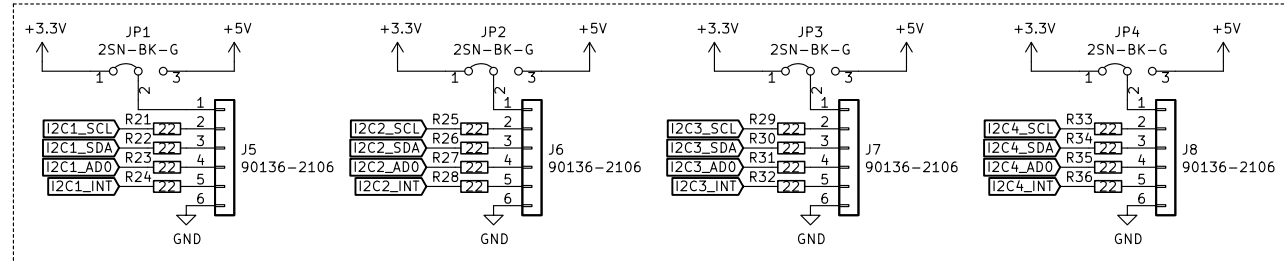 +3.3V JP1 +5V
2SN-BK-G
1 2 3
1
I2C1_SCL R21 22 2
I2C1_SDA R22 22 3
I2C1_AD0 R23 22 4
I2C1_INT R24 22 5
6
J5
90136-2106
GND
+3.3V JP2 +5V
2SN-BK-G
1 2 3
1
I2C2_SCL R25 22 2
I2C2_SDA R26 22 3
I2C2_AD0 R27 22 4
I2C2_INT R28 22 5
6
J6
90136-2106
GND
+3.3V JP3 +5V
2SN-BK-G
1 2 3
1
I2C3_SCL R29 22 2
I2C3_SDA R30 22 3
I2C3_AD0 R31 22 4
I2C3_INT R32 22 5
6
J7
90136-2106
GND
+3.3V JP4 +5V
2SN-BK-G
1 2 3
1
I2C4_SCL R33 22 2
I2C4_SDA R34 22 3
I2C4_AD0 R35 22 4
I2C4_INT R36 22 5
6
J8
90136-2106
GND